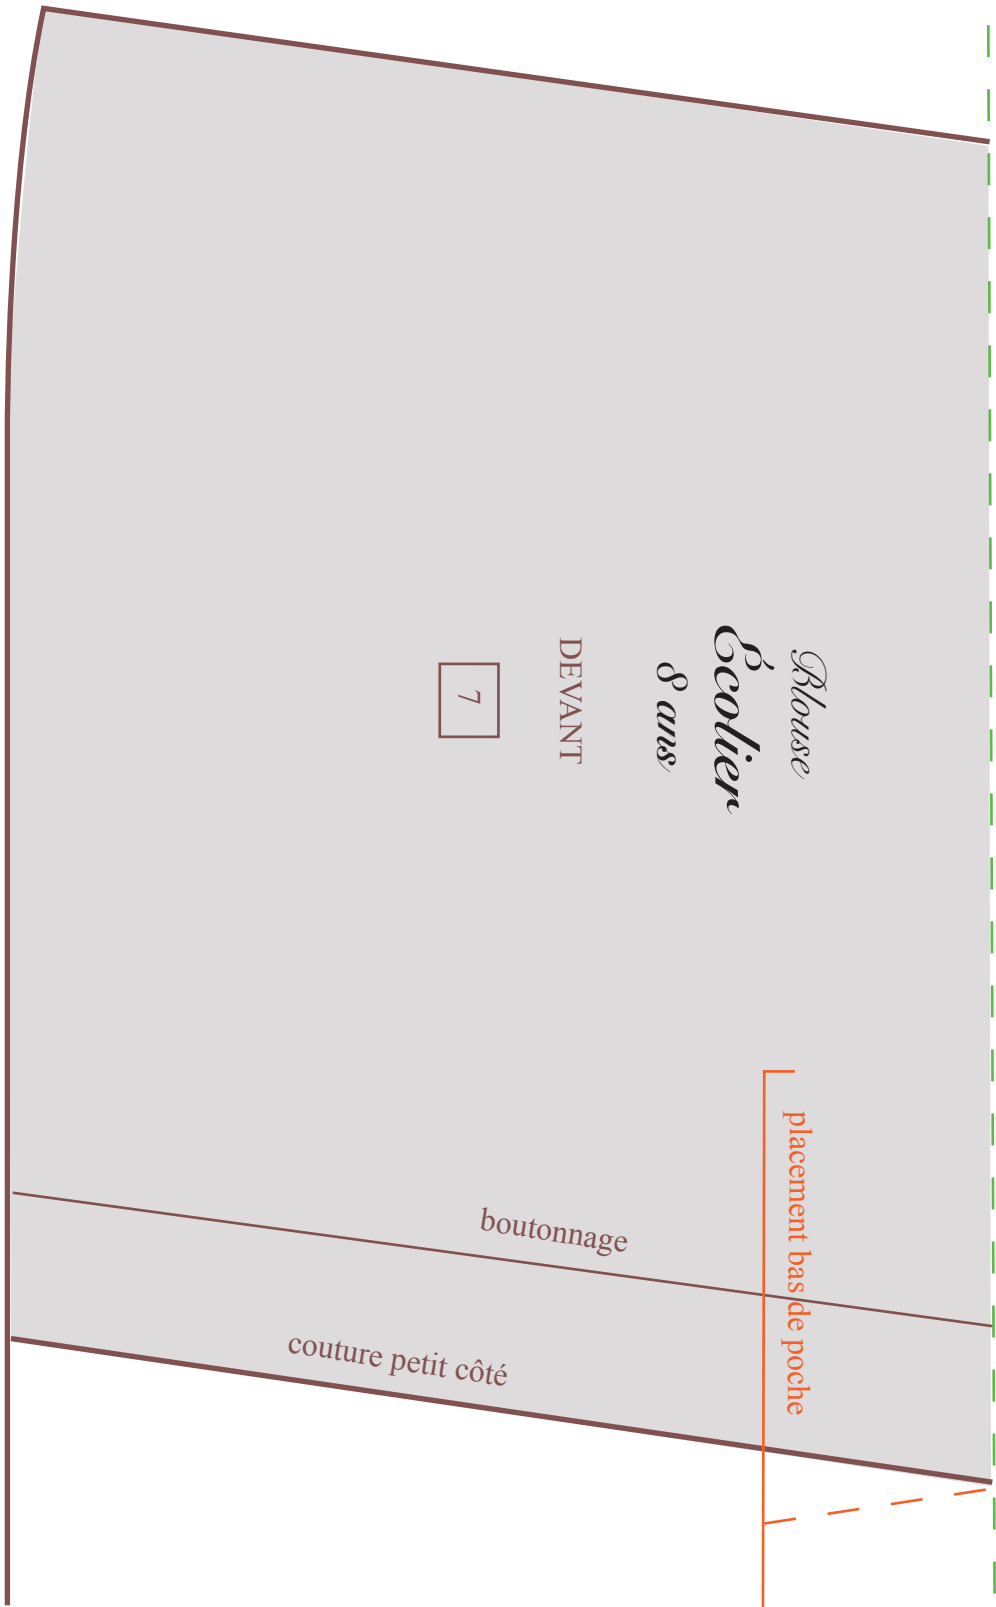 Blouse
Écolier
8 ans
DEVANT
7
placement bas de poche
boutonnage
couture petit côté